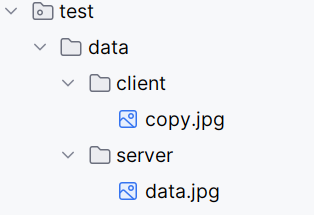 test
data
client
copy.jpg
server
data.jpg